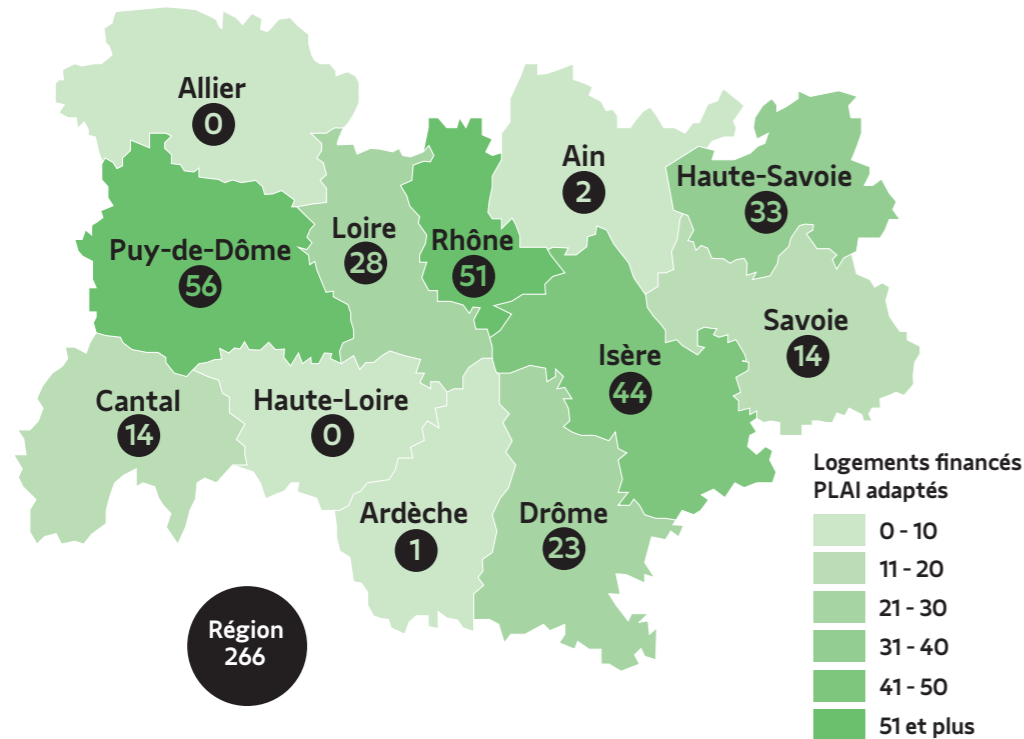 Allier
0
Ain
2
Haute-Savoie
33
Puy-de-Dôme
56
Loire
28
Rhône
51
Savoie
14
Isère
44
Cantal
14
Haute-Loire
0
Ardèche
1
Drôme
23
Région
266
Logements financés
PLAI adaptés
0 - 10
11 - 20
21 - 30
31 - 40
41 - 50
51 et plus